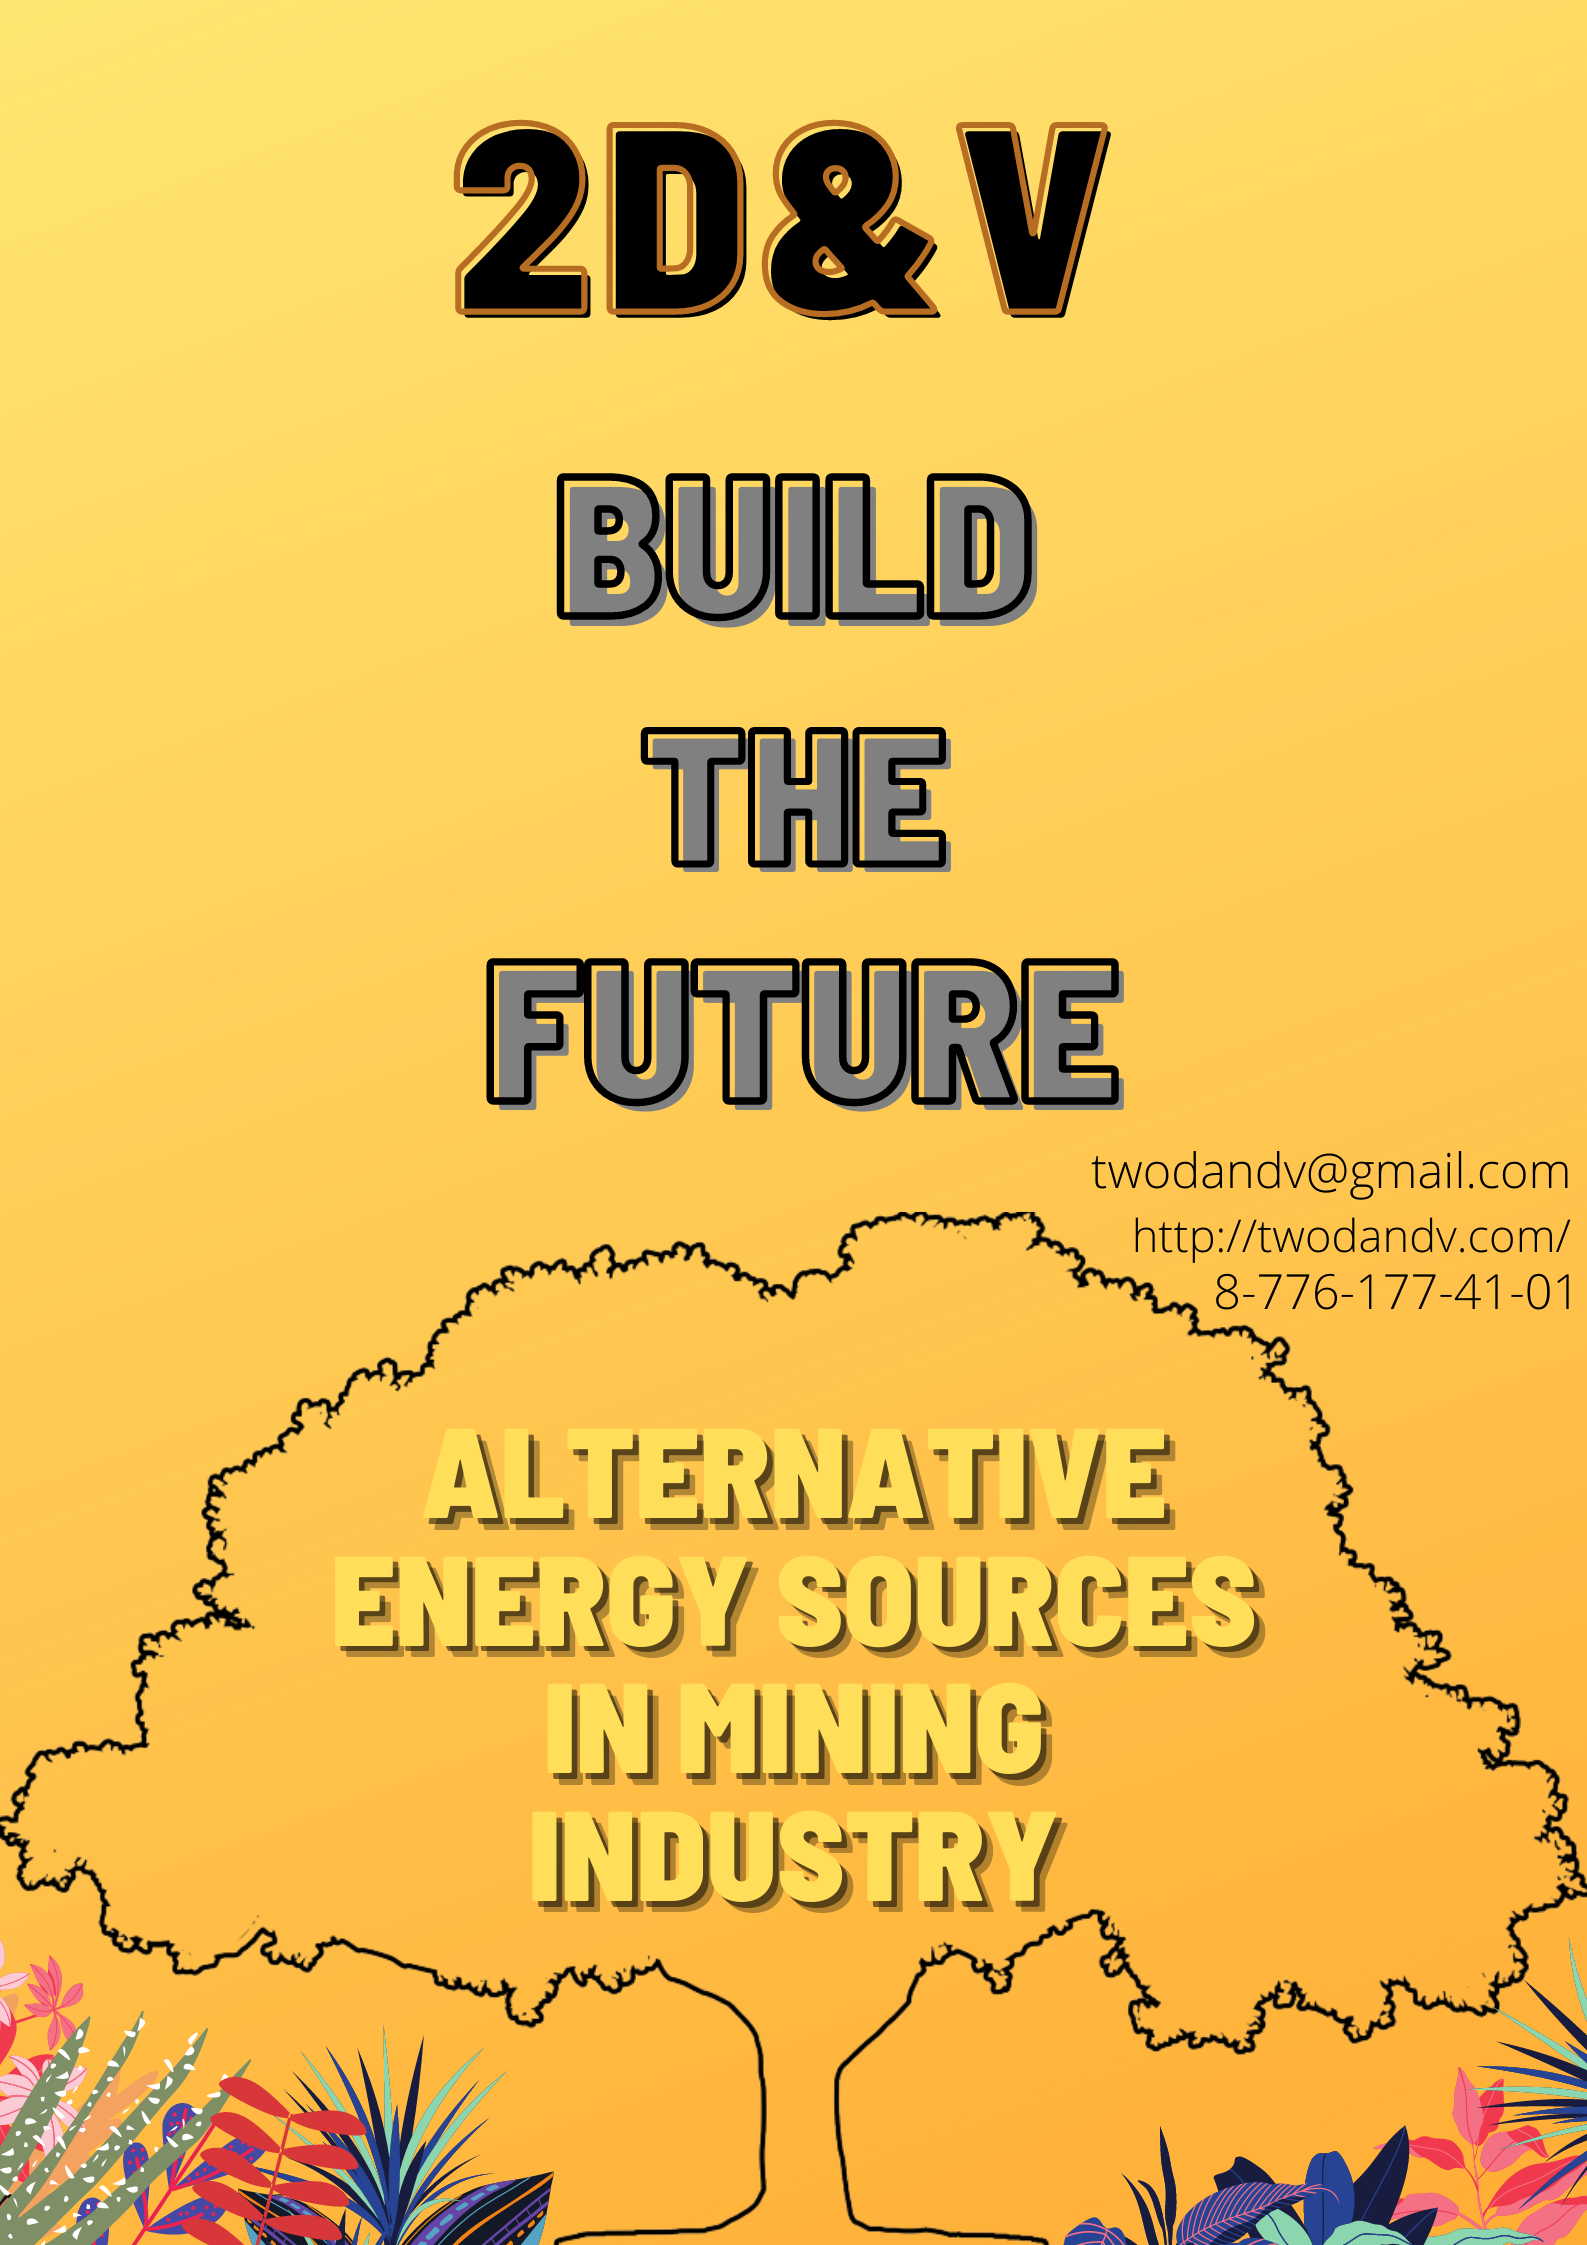 2D&V
BUILD
THE
FUTURE
twodandv@gmail.com
http://twodandv.com/
8-776-177-41-01
ALTERNATIVE
ENERGY SOURCES
IN MINING
INDUSTRY